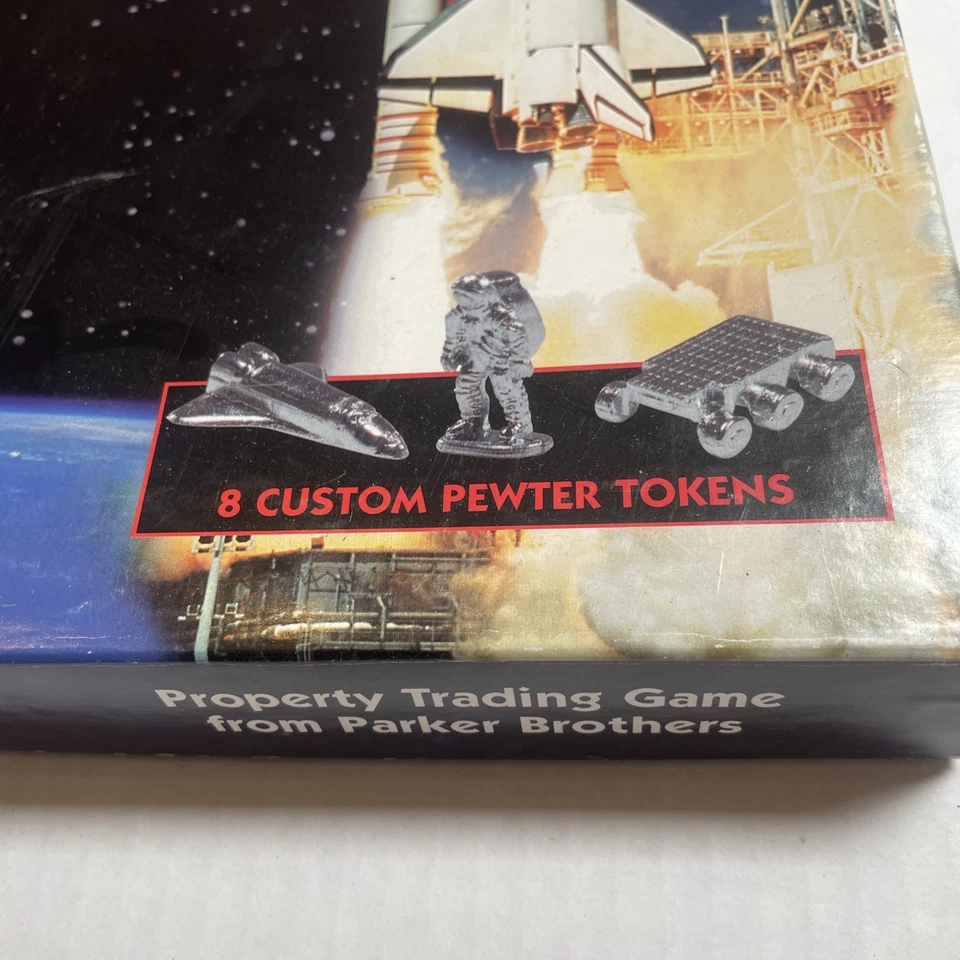 8 CUSTOM PEWTER TOKENS
Property Trading Game
from Parker Brothers